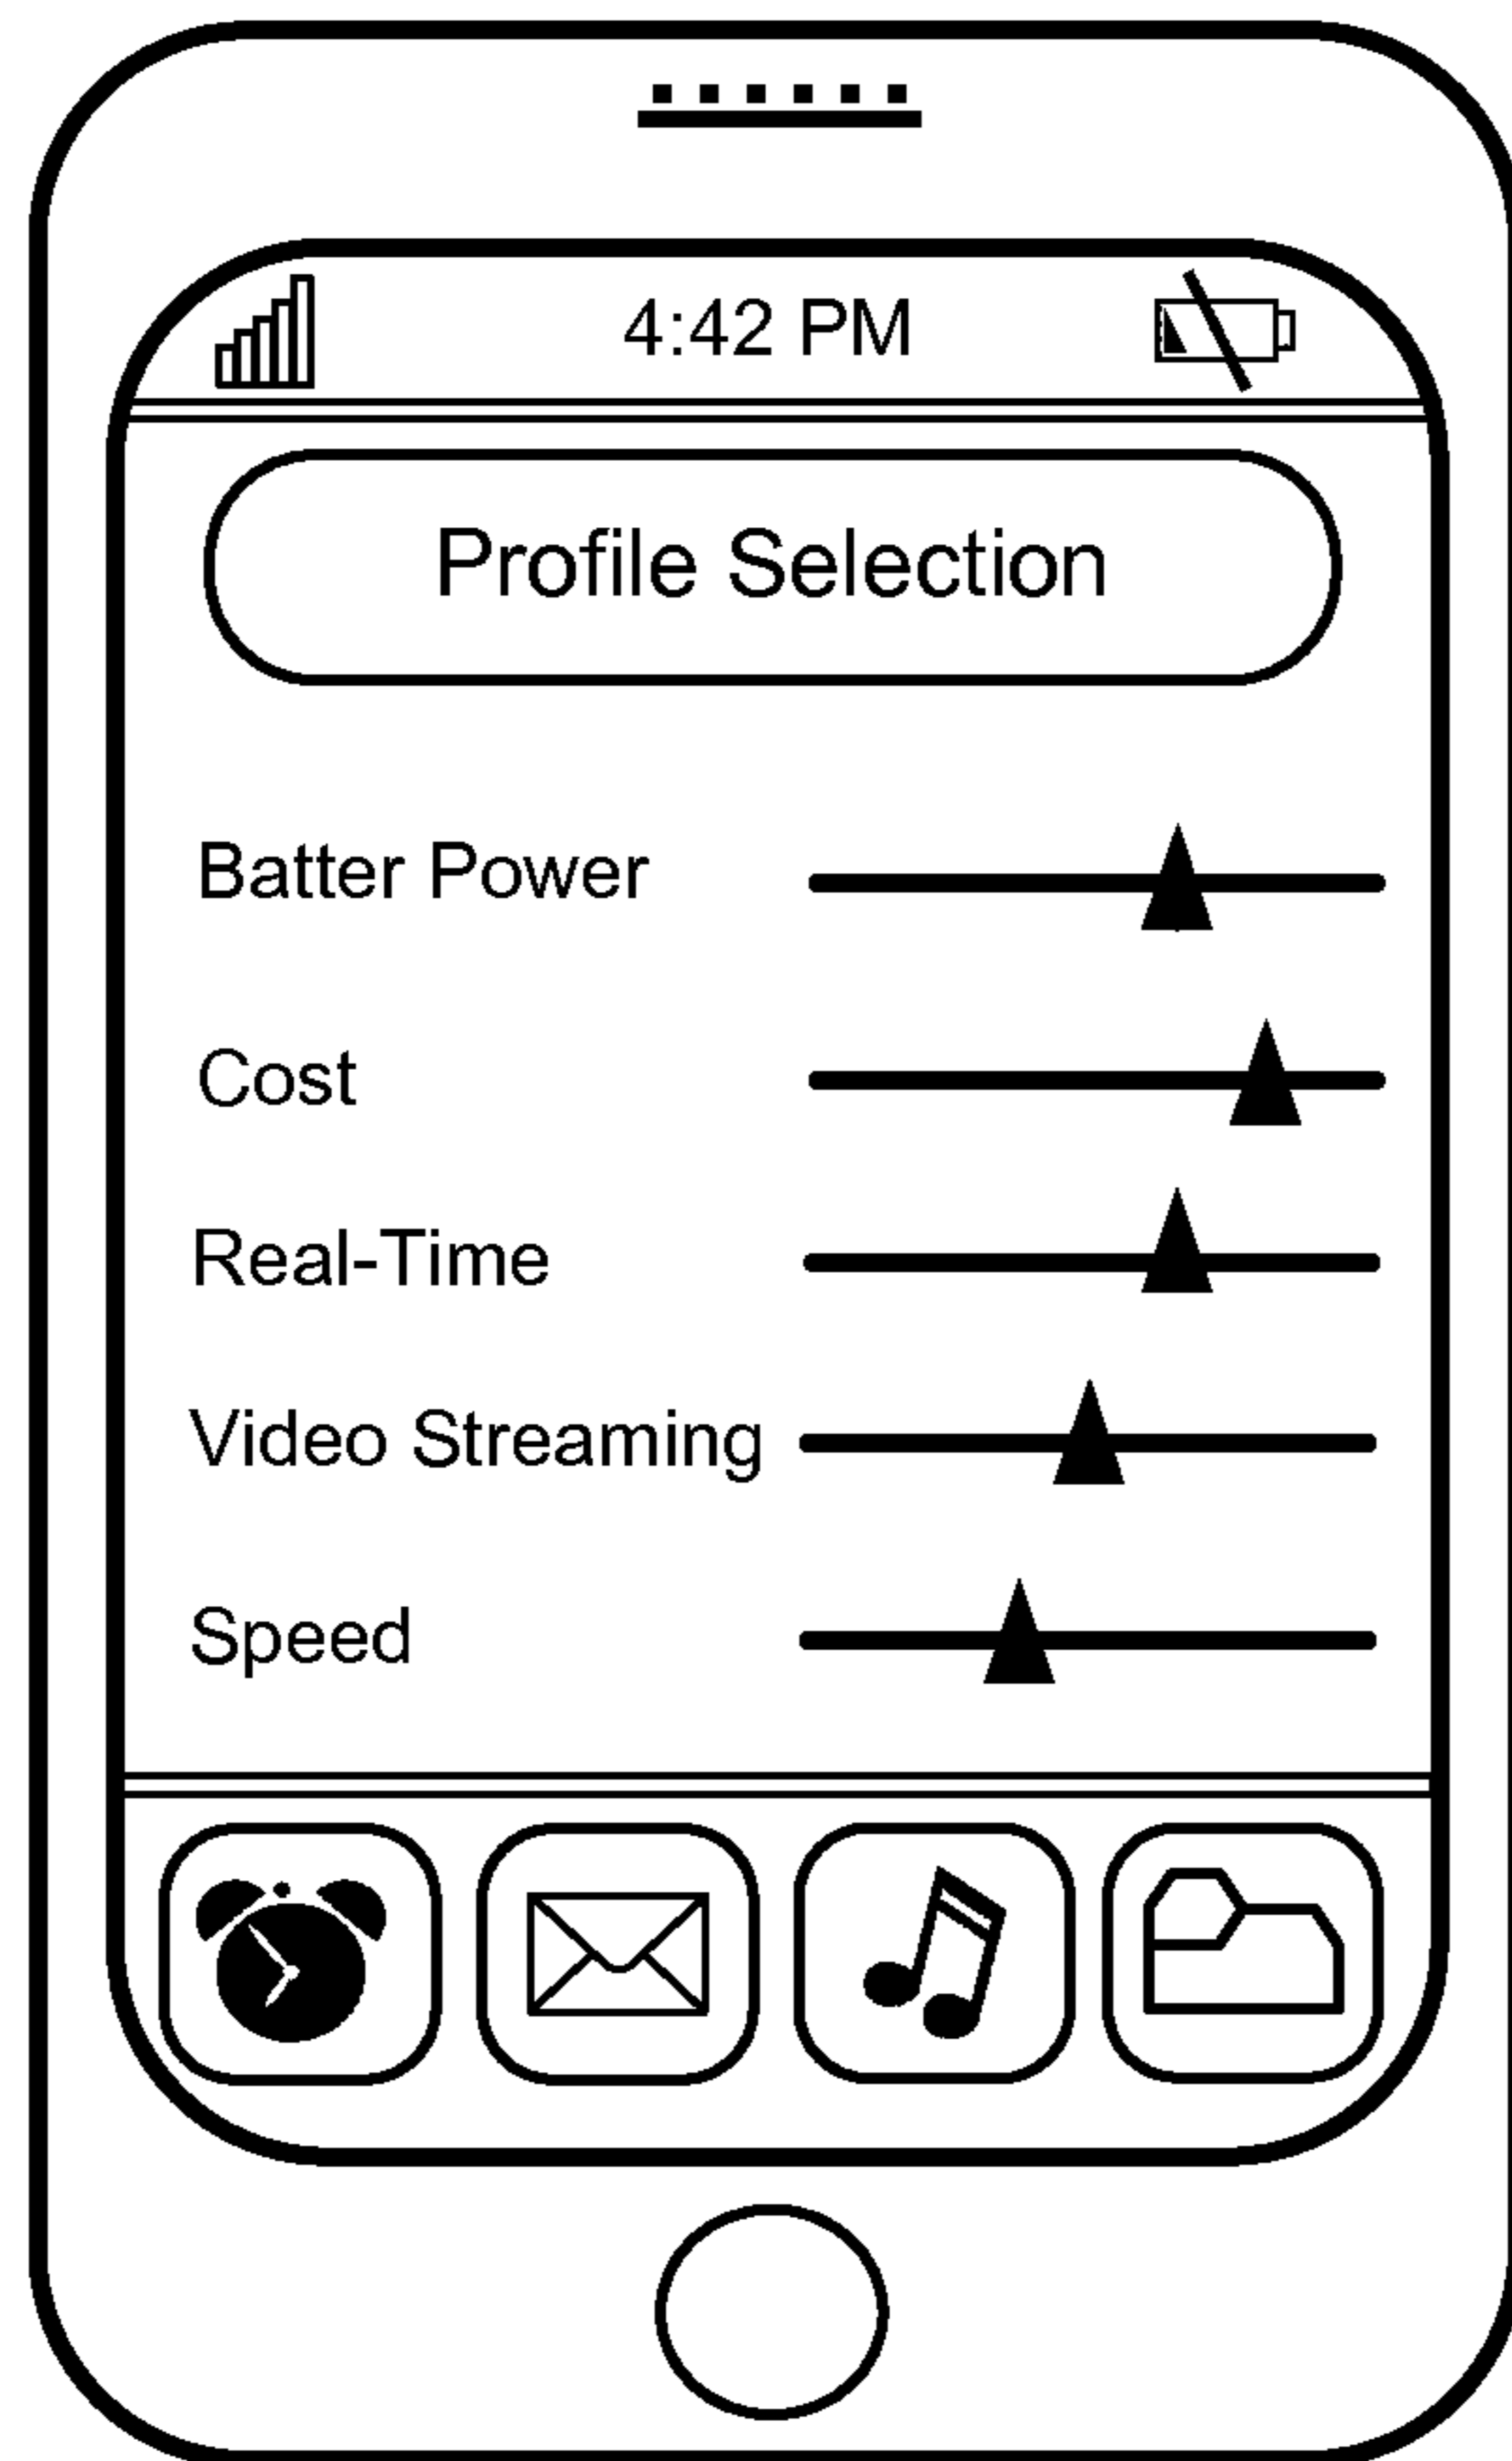 4:42 PM
Profile Selection
Batter Power
Cost
Real-Time
Video Streaming
Speed